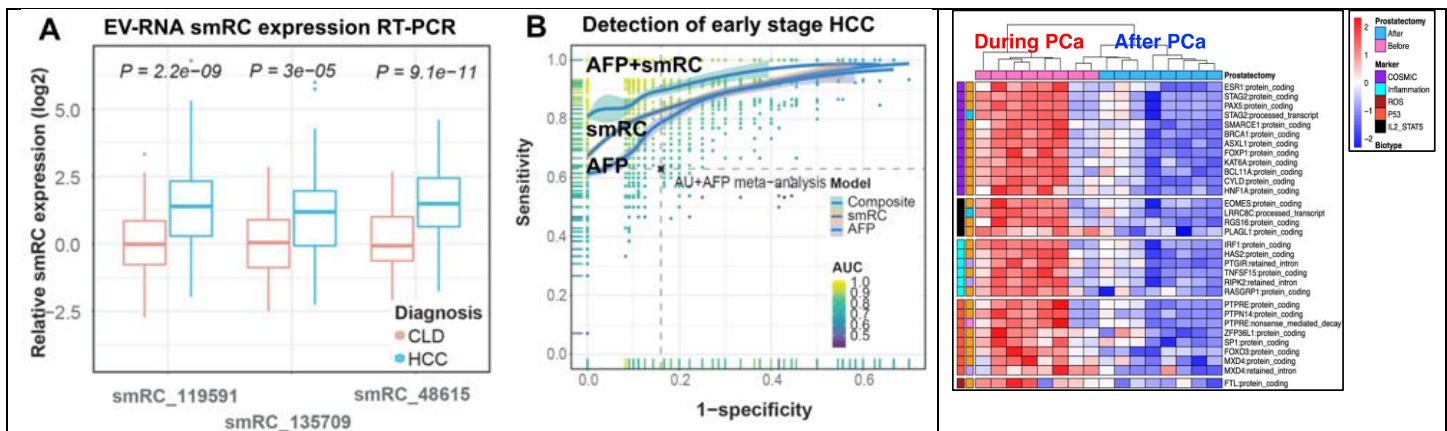 A EV-RNA smRC expression RT-PCR
P = 2.2e−09 P = 3e−05 P = 9.1e−11
Relative smRC expression (log2)
5.0
2.5
0.0
−2.5
Diagnosis
CLD
HCC
smRC_119591
smRC_135709
smRC_48615
B Detection of early stage HCC
AFP+smRC
smRC
AFP
AU+AFP meta-analysis
Sensitivity
1.0
0.8
0.6
0.4
0.2
0.0
0.0 0.2 0.4 0.6
1−specificity
Model
Composite
smRC
AFP
AUC
1.0
0.9
0.8
0.7
0.6
0.5
During PCa After PCa
Prostatectomy
ESR1:protein_coding
STAG2:protein_coding
PAX5:protein_coding
STAG2:processed_transcript
SMARCE1:protein_coding
BRCA1:protein_coding
ASXL1:protein_coding
FOXP1:protein_coding
KAT6A:protein_coding
BCL11A:protein_coding
CYLD:protein_coding
HNF1A:protein_coding
EOMES:protein_coding
LRRC8C:processed_transcript
RGS16:protein_coding
PLAGL1:protein_coding
IRF1:protein_coding
HAS2:protein_coding
PTGIR:retained_intron
TNFSF15:protein_coding
RIPK2:retained_intron
RASGRP1:protein_coding
PTPRE:protein_coding
PTPN14:protein_coding
PTPRE:nonsense_mediated_decay
ZFP36L1:protein_coding
SP1:protein_coding
FOXO3:protein_coding
MXD4:protein_coding
MXD4:retained_intron
FTL:protein_coding
2
1
0
−1
−2
Prostatectomy
After
Before
Marker
COSMIC
Inflammation
ROS
P53
IL2_STAT5
Biotype